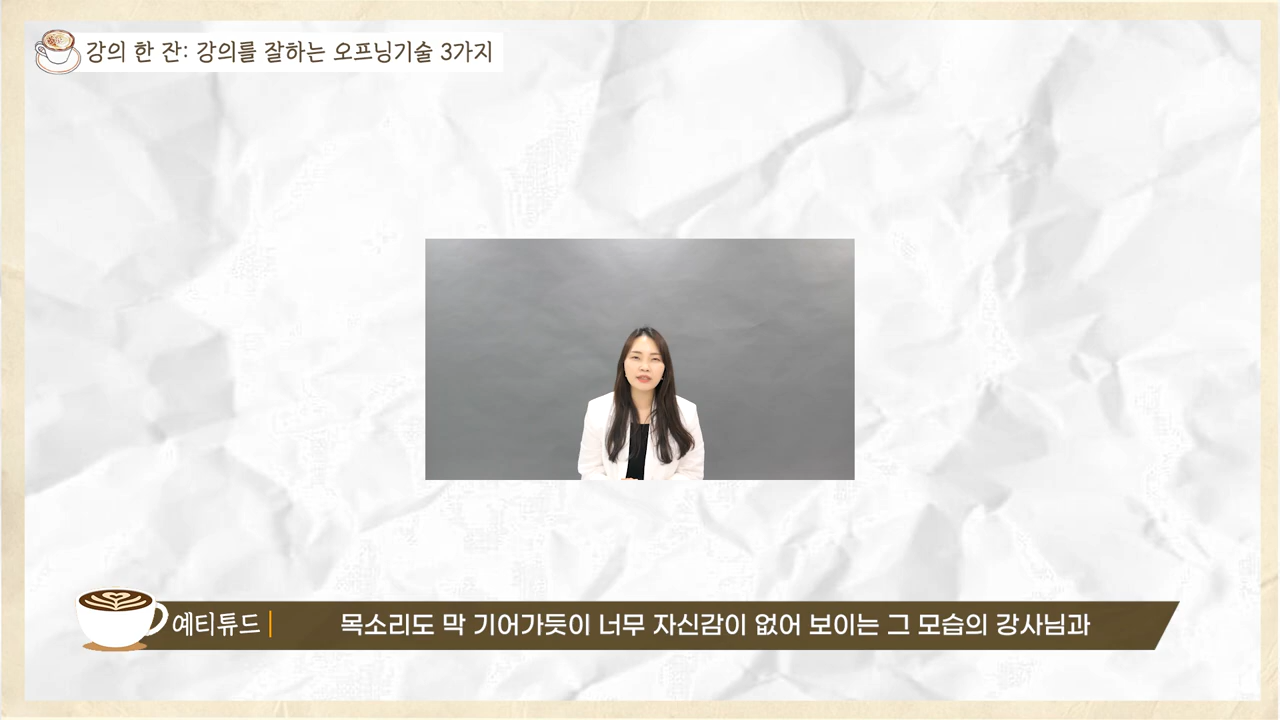 강의 한 잔: 강의를 잘하는 오프닝기술 3가지
예티튜드
목소리도 막 기어가듯이 너무 자신감이 없어 보이는 그 모습의 강사님과